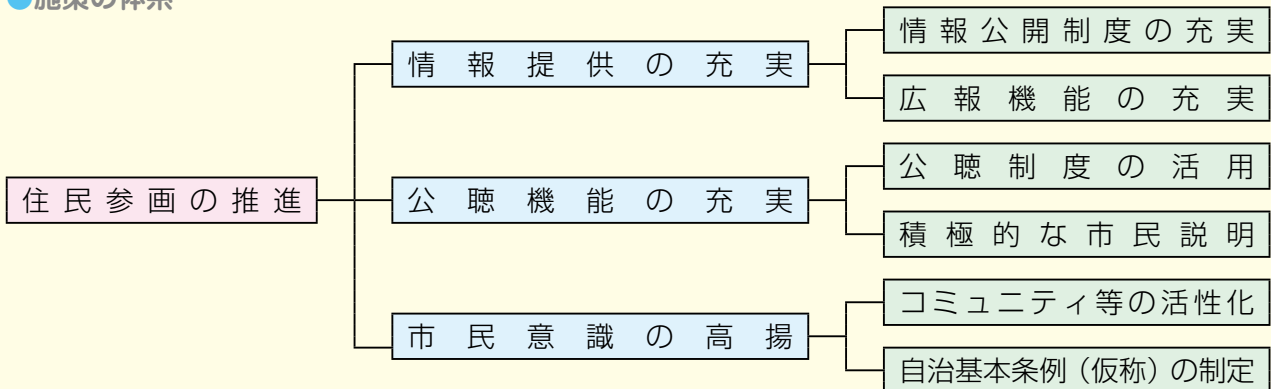 ●施策の体系
住民参画の推進
情報提供の充実
情報公開制度の充実
広報機能の充実
公聴機能の充実
公聴制度の活用
積極的な市民説明
市民意識の高揚
コミュニティ等の活性化
自治基本条例（仮称）の制定